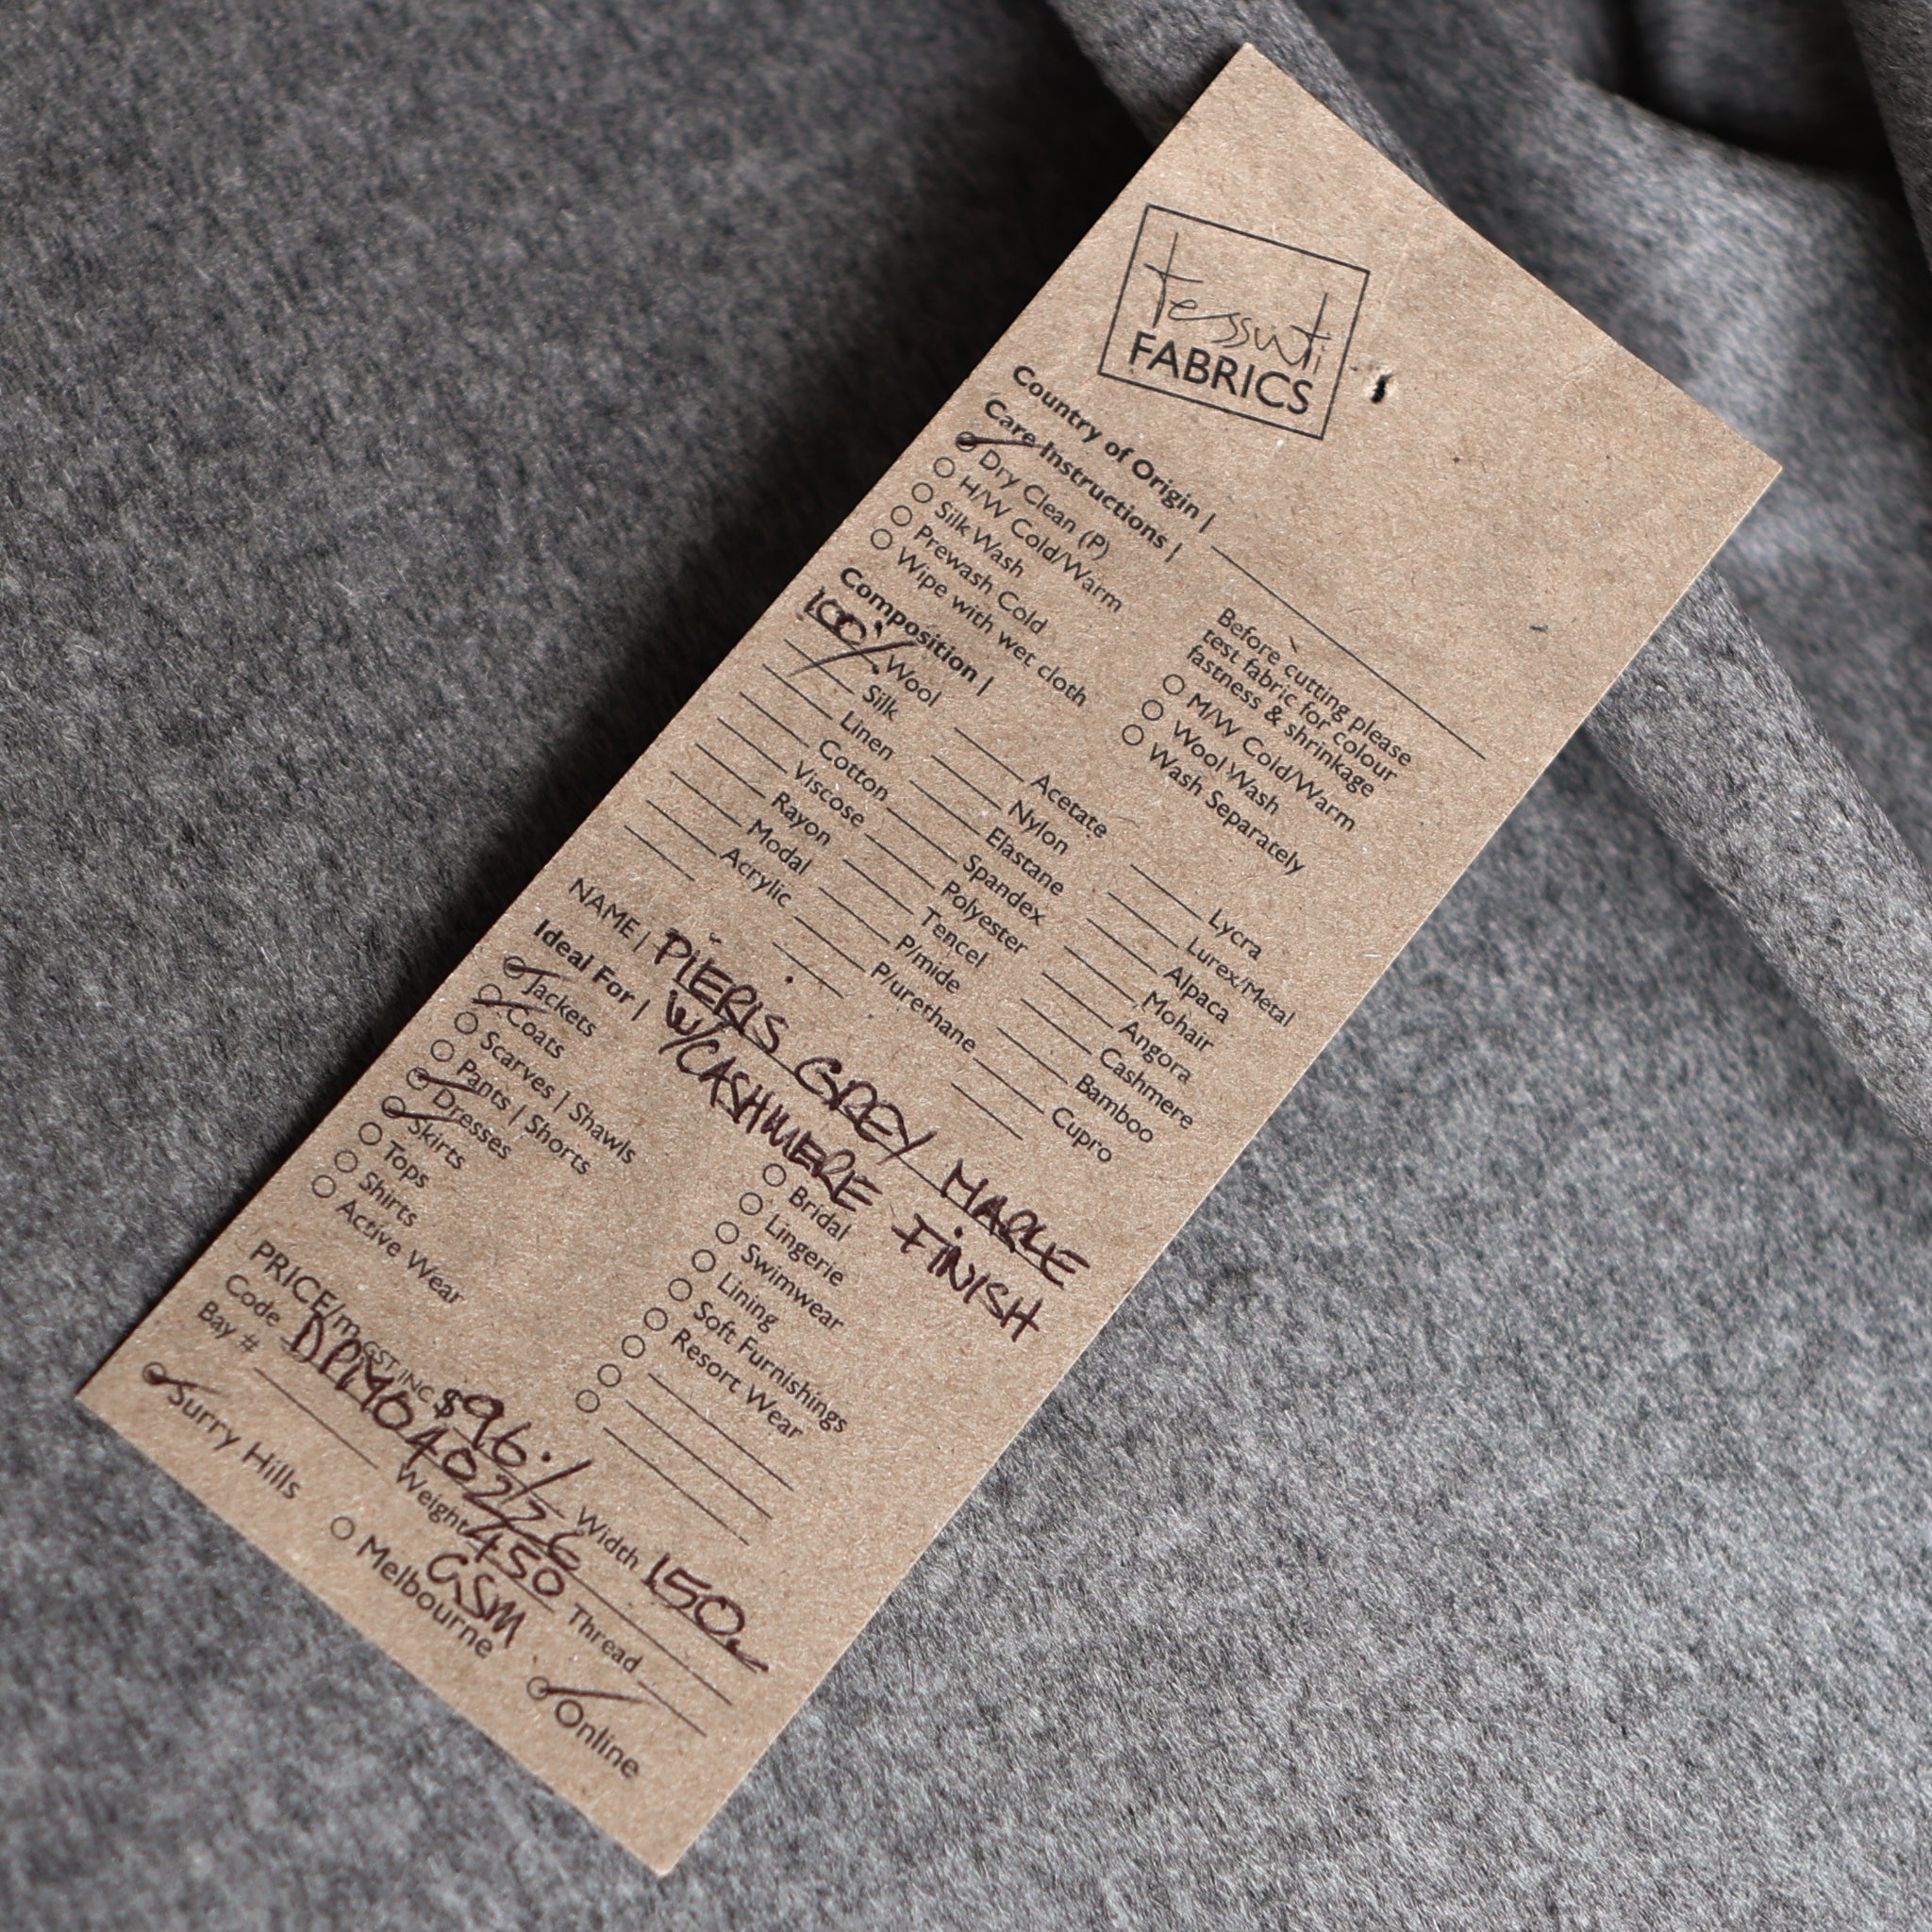 Tessuti
FABRICS
Country of Origin |
Care Instructions |
Dry Clean (P)
H/W Cold/Warm
Silk Wash
Prewash Cold
Wipe with wet cloth
Before cutting please
test fabric for colour
fastness & shrinkage
M/W Cold/Warm
Wool Wash
Wash Separately
Composition |
100% Wool
Silk
Linen
Cotton
Viscose
Rayon
Modal
Acrylic
Acetate
Nylon
Elastane
Spandex
Polyester
Tencel
P/mide
P/urethane
Lycra
Lurex/Metal
Alpaca
Mohair
Angora
Cashmere
Bamboo
Cupro
NAME | PIERIS GREY MARLE
W/CASHMERE FINISH
Ideal For |
Jackets
Coats
Scarves | Shawls
Pants | Shorts
Dresses
Skirts
Tops
Shirts
Active Wear
Bridal
Lingerie
Swimwear
Lining
Soft Furnishings
Resort Wear
PRICE/m GST INC $96./ Width 150
Code
Bay # Weight 450 GSM Thread
Surry Hills Melbourne Online